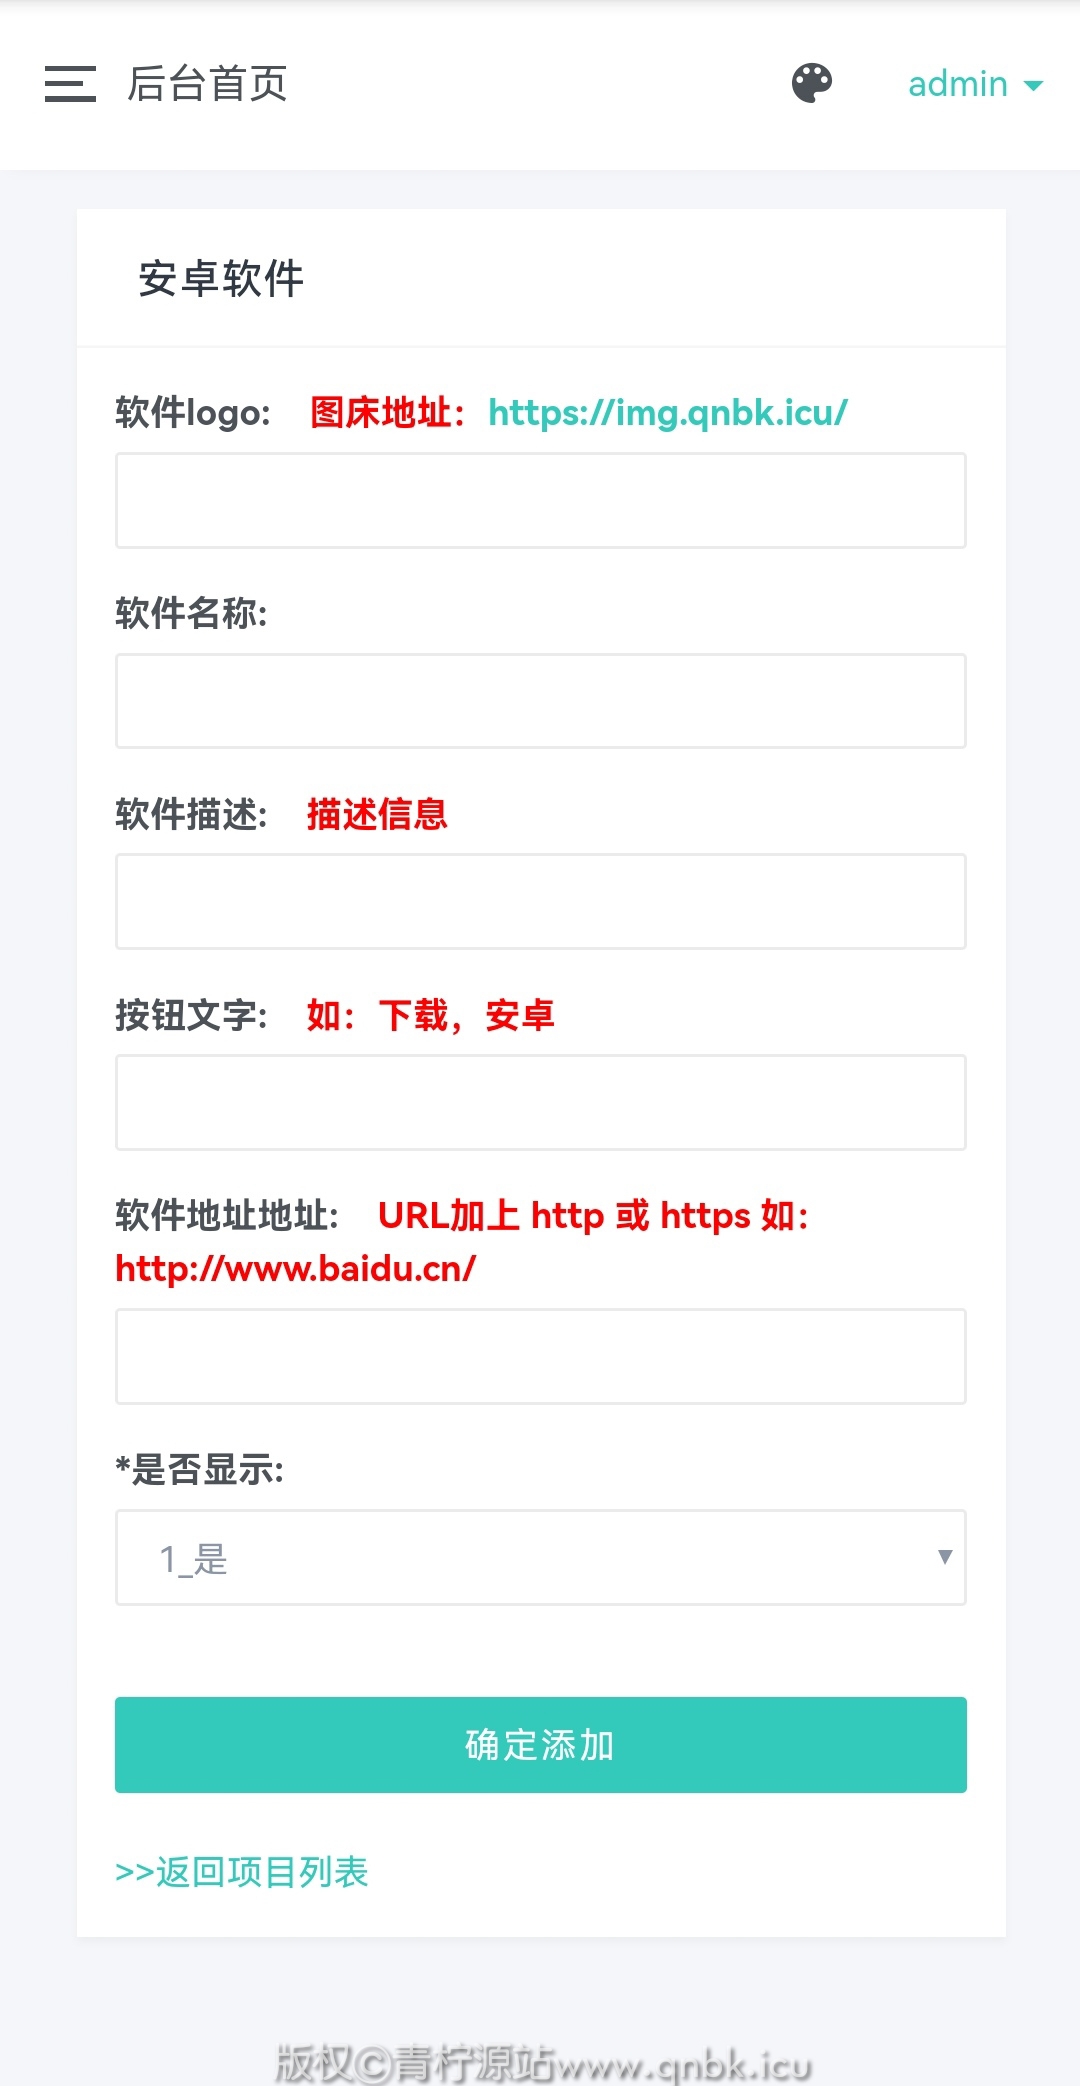 后台首页
admin
安卓软件
软件logo: 图床地址：https://img.qnbk.icu/
软件名称:
软件描述: 描述信息
按钮文字: 如：下载，安卓
软件地址地址: URL加上 http 或 https 如：
http://www.baidu.cn/
*是否显示:
1_是
确定添加
>>返回项目列表
版权©青柠源站www.qnbk.icu